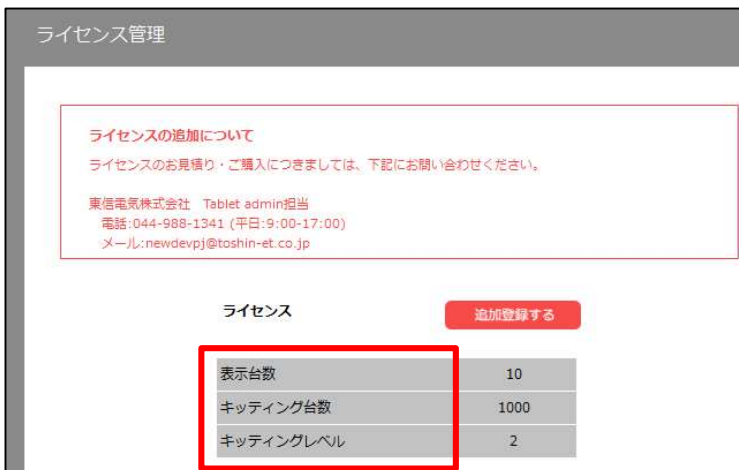 ライセンス管理
ライセンスの追加について
ライセンスのお見積り・ご購入につきましては、下記にお問い合わせください。
東信電気株式会社 Tablet admin担当
電話:044-988-1341 (平日:9:00-17:00)
メール:newdevpj@toshin-et.co.jp
ライセンス 追加登録する
表示台数 10
キッティング台数 1000
キッティングレベル 2